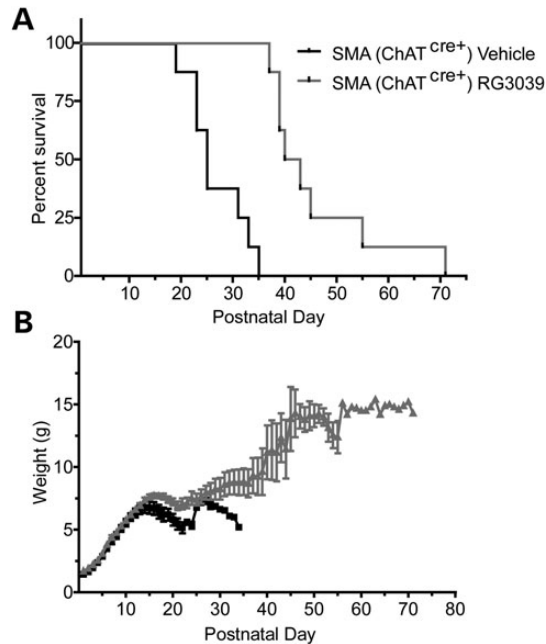 A
Percent survival
100
75
50
25
0
SMA (ChAT cre+) Vehicle
SMA (ChAT cre+) RG3039
10 20 30 40 50 60 70
Postnatal Day
B
Weight (g)
20
15
10
5
0
10 20 30 40 50 60 70 80
Postnatal Day